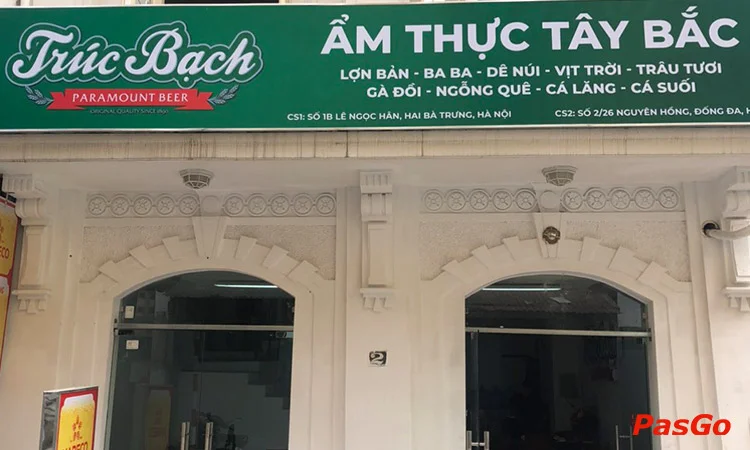 Trúc Bạch
PARAMOUNT BEER
ORIGINAL QUALITY SINCE 1890
ẨM THỰC TÂY BẮC
LỢN BẢN - BA BA - DÊ NÚI - VỊT TRỜI - TRÂU TƯƠI
GÀ ĐỒI - NGỖNG QUÊ - CÁ LĂNG - CÁ SUỐI
CS1: SỐ 1B LÊ NGỌC HÂN, HAI BÀ TRƯNG, HÀ NỘI
CS2: SỐ 2/26 NGUYÊN HỒNG, ĐỐNG ĐA, H
2
PasGo